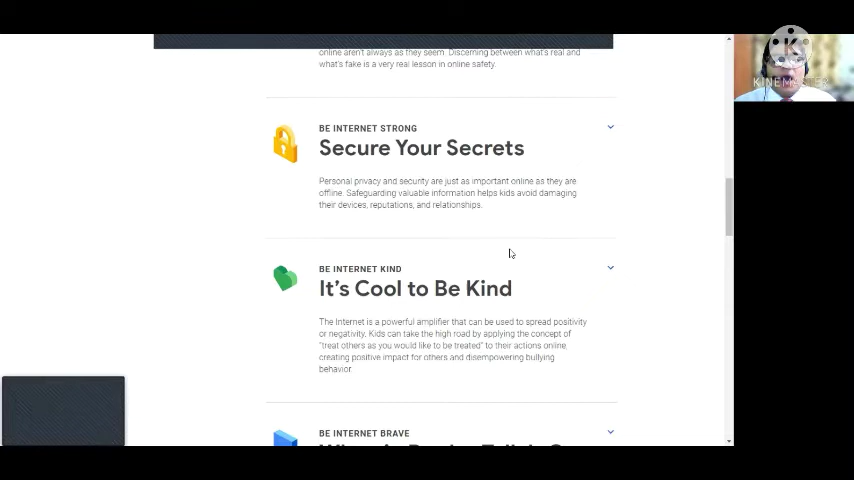 online aren't always as they seem. Discerning between what's real and
what's fake is a very real lesson in online safety.
BE INTERNET STRONG
Secure Your Secrets
Personal privacy and security are just as important online as they are
offline. Safeguarding valuable information helps kids avoid damaging
their devices, reputations, and relationships.
BE INTERNET KIND
It's Cool to Be Kind
The Internet is a powerful amplifier that can be used to spread positivity
or negativity. Kids can take the high road by applying the concept of
"treat others as you would like to be treated" to their actions online,
creating positive impact for others and disempowering bullying
behavior.
BE INTERNET BRAVE
KINEMASTER